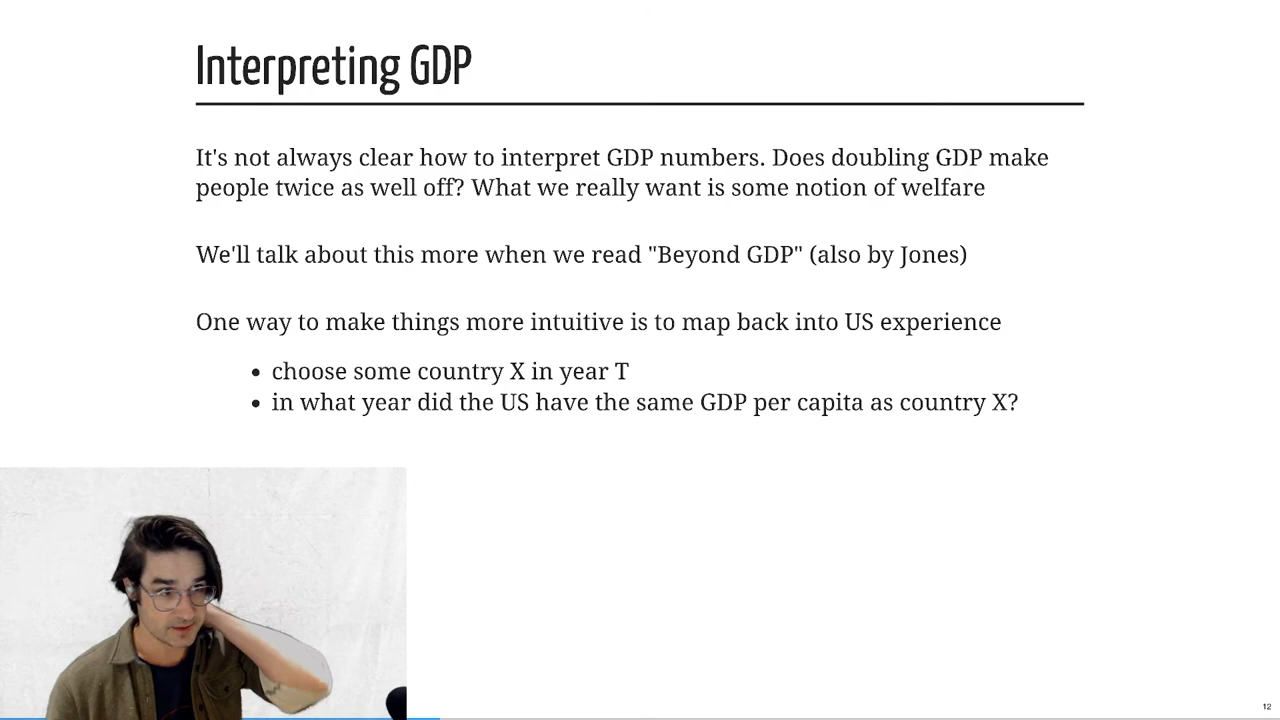 Interpreting GDP
It's not always clear how to interpret GDP numbers. Does doubling GDP make
people twice as well off? What we really want is some notion of welfare
We'll talk about this more when we read "Beyond GDP" (also by Jones)
One way to make things more intuitive is to map back into US experience
• choose some country X in year T
• in what year did the US have the same GDP per capita as country X?
12